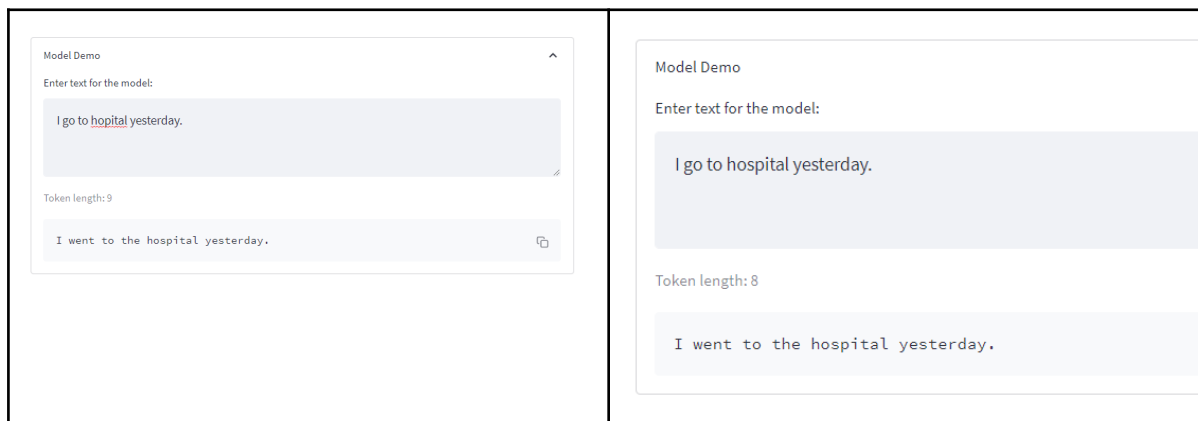 Model Demo
Enter text for the model:
I go to hopital yesterday.
Token length: 9
I went to the hospital yesterday.
Model Demo
Enter text for the model:
I go to hospital yesterday.
Token length: 8
I went to the hospital yesterday.